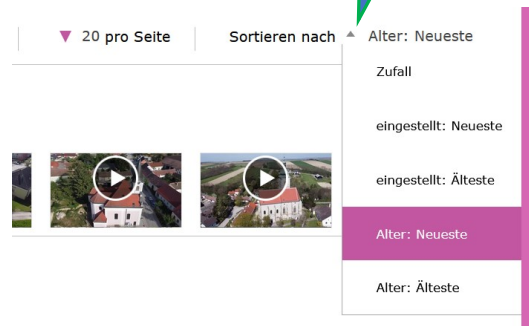 20 pro Seite
Sortieren nach
Alter: Neueste
Zufall
eingestellt: Neueste
eingestellt: Älteste
Alter: Neueste
Alter: Älteste